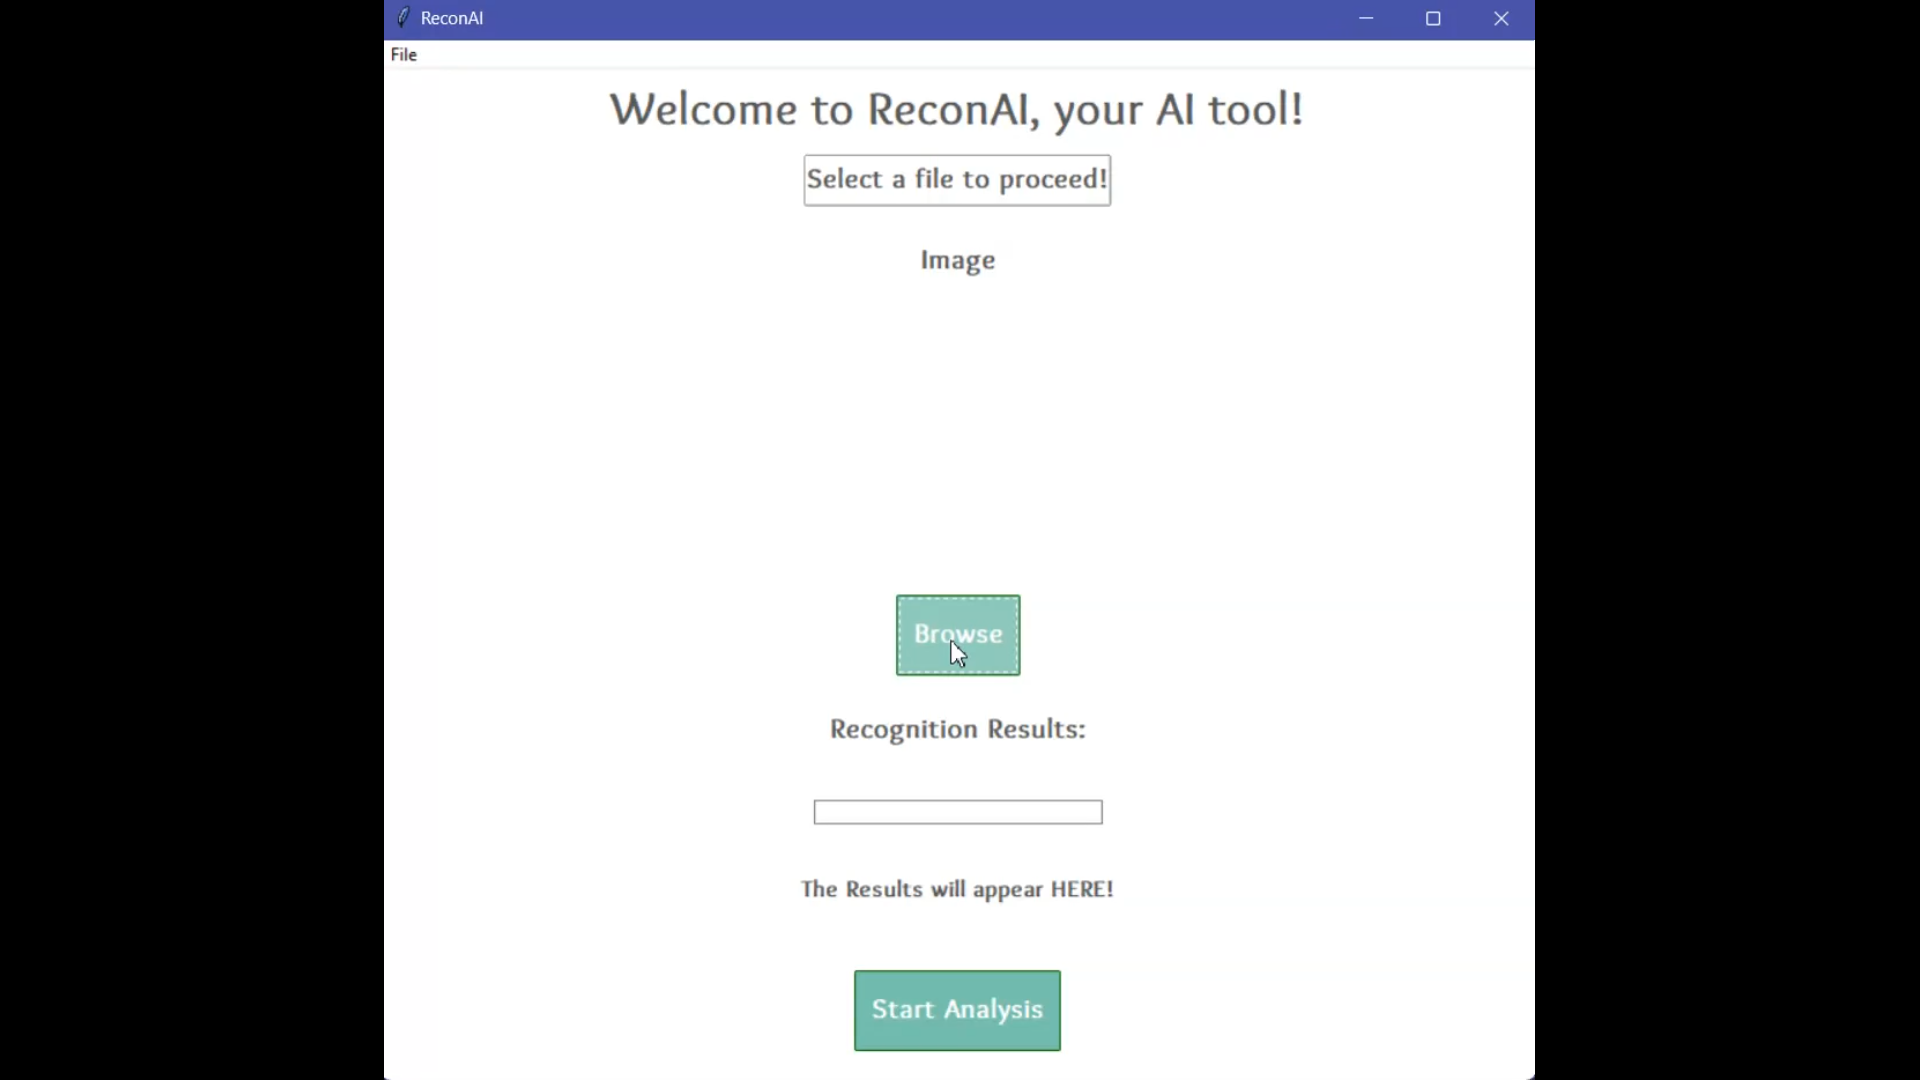 ReconAI
File
Welcome to ReconAI, your AI tool!
Select a file to proceed!
Image
Browse
Recognition Results:
The Results will appear HERE!
Start Analysis